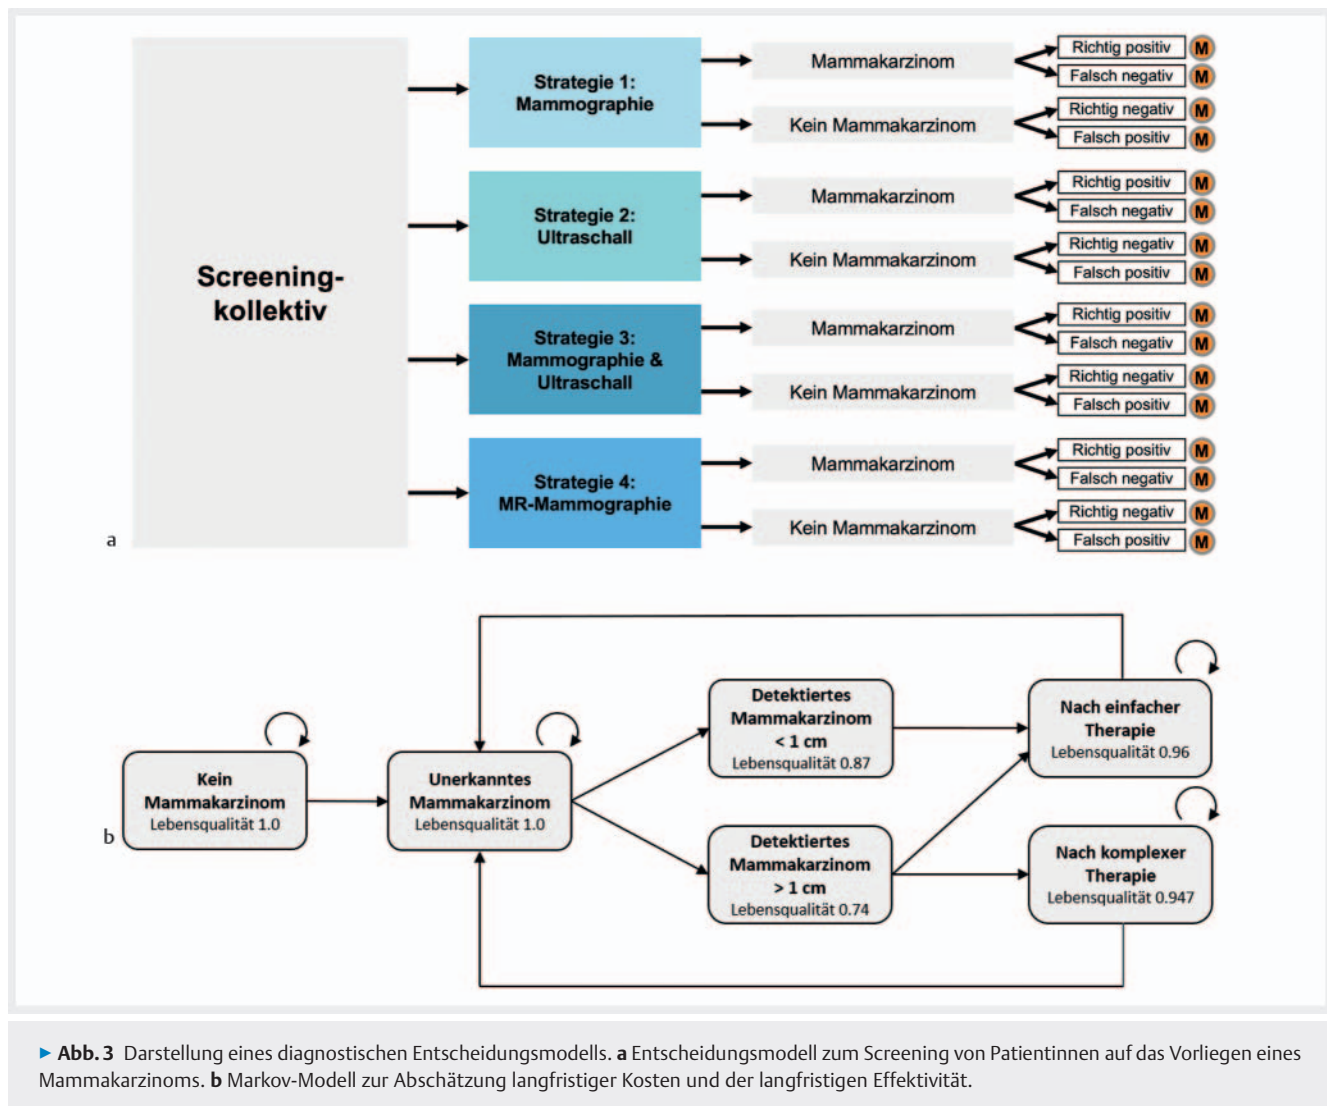 Screening-
kollektiv
Strategie 1:
Mammographie
Mammakarzinom
Richtig positiv M
Falsch negativ M
Kein Mammakarzinom
Richtig negativ M
Falsch positiv M
Strategie 2:
Ultraschall
Mammakarzinom
Richtig positiv M
Falsch negativ M
Kein Mammakarzinom
Richtig negativ M
Falsch positiv M
Strategie 3:
Mammographie &
Ultraschall
Mammakarzinom
Richtig positiv M
Falsch negativ M
Kein Mammakarzinom
Richtig negativ M
Falsch positiv M
Strategie 4:
MR-Mammographie
Mammakarzinom
Richtig positiv M
Falsch negativ M
Kein Mammakarzinom
Richtig negativ M
Falsch positiv M
a
Kein
Mammakarzinom
Lebensqualität 1.0
Unerkanntes
Mammakarzinom
Lebensqualität 1.0
Detektiertes
Mammakarzinom
< 1 cm
Lebensqualität 0.87
Detektiertes
Mammakarzinom
> 1 cm
Lebensqualität 0.74
Nach einfacher
Therapie
Lebensqualität 0.96
Nach komplexer
Therapie
Lebensqualität 0.947
b
▶ Abb. 3 Darstellung eines diagnostischen Entscheidungsmodells. a Entscheidungsmodell zum Screening von Patientinnen auf das Vorliegen eines
Mammakarzinoms. b Markov-Modell zur Abschätzung langfristiger Kosten und der langfristigen Effektivität.